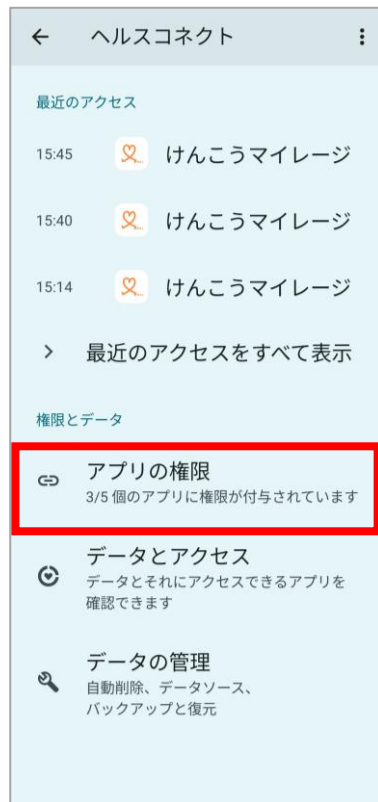 ヘルスコネクト
最近のアクセス
15:45 けんこうマイレージ
15:40 けんこうマイレージ
15:14 けんこうマイレージ
最近のアクセスをすべて表示
権限とデータ
アプリの権限
3/5 個のアプリに権限が付与されています
データとアクセス
データとそれにアクセスできるアプリを
確認できます
データの管理
自動削除、データソース、
バックアップと復元